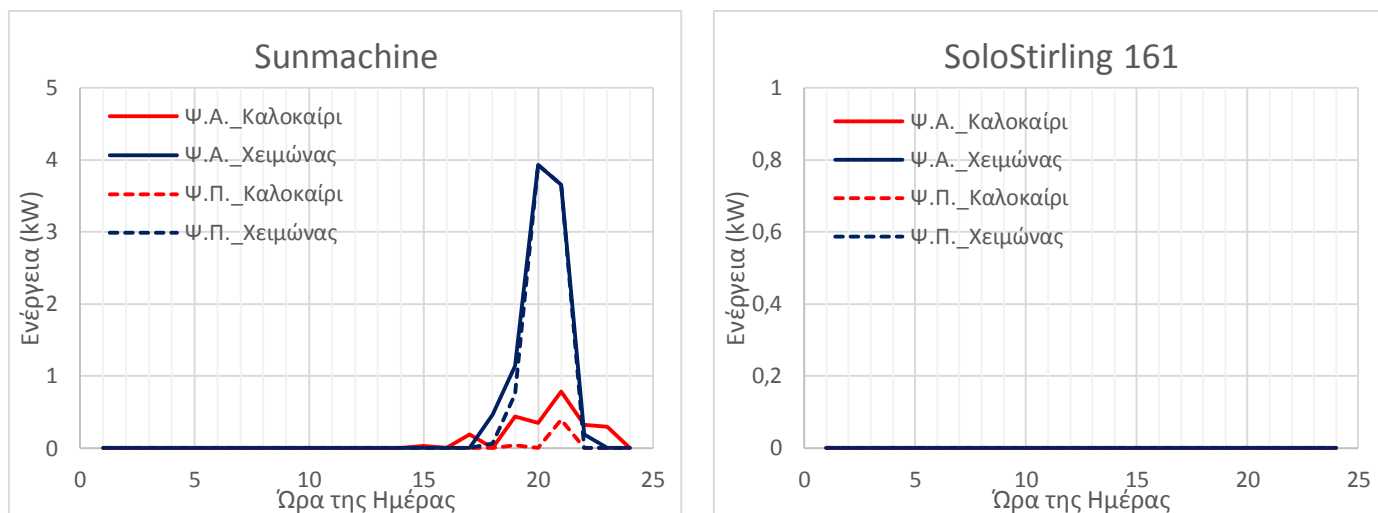 Sunmachine
5
4
3
2
1
0
Ενέργεια (kW)
Ψ.Α._Καλοκαίρι
Ψ.Α._Χειμώνας
Ψ.Π._Καλοκαίρι
Ψ.Π._Χειμώνας
0 5 10 15 20 25
Ώρα της Ημέρας
SoloStirling 161
1
0,8
0,6
0,4
0,2
0
Ενέργεια (kW)
Ψ.Α._Καλοκαίρι
Ψ.Α._Χειμώνας
Ψ.Π._Καλοκαίρι
Ψ.Π._Χειμώνας
0 5 10 15 20 25
Ώρα της Ημέρας